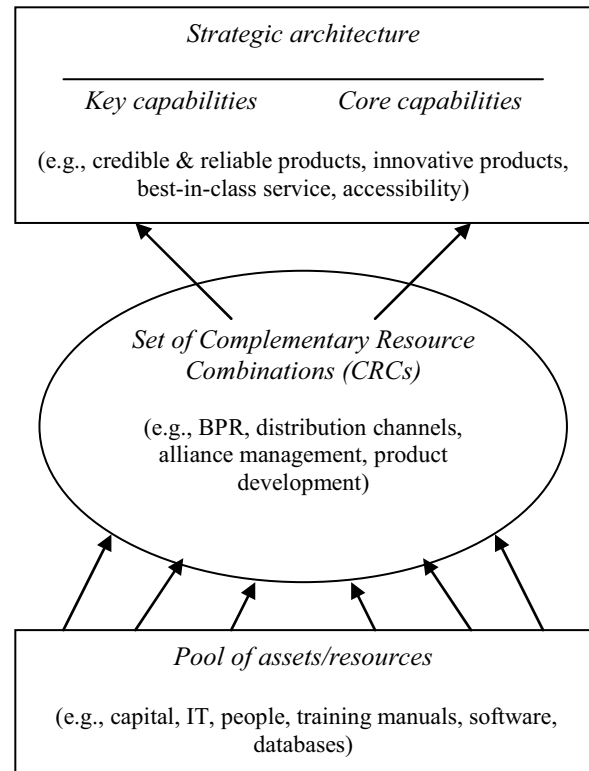 Strategic architecture
Key capabilities Core capabilities
(e.g., credible & reliable products, innovative products,
best-in-class service, accessibility)
Set of Complementary Resource
Combinations (CRCs)
(e.g., BPR, distribution channels,
alliance management, product
development)
Pool of assets/resources
(e.g., capital, IT, people, training manuals, software,
databases)